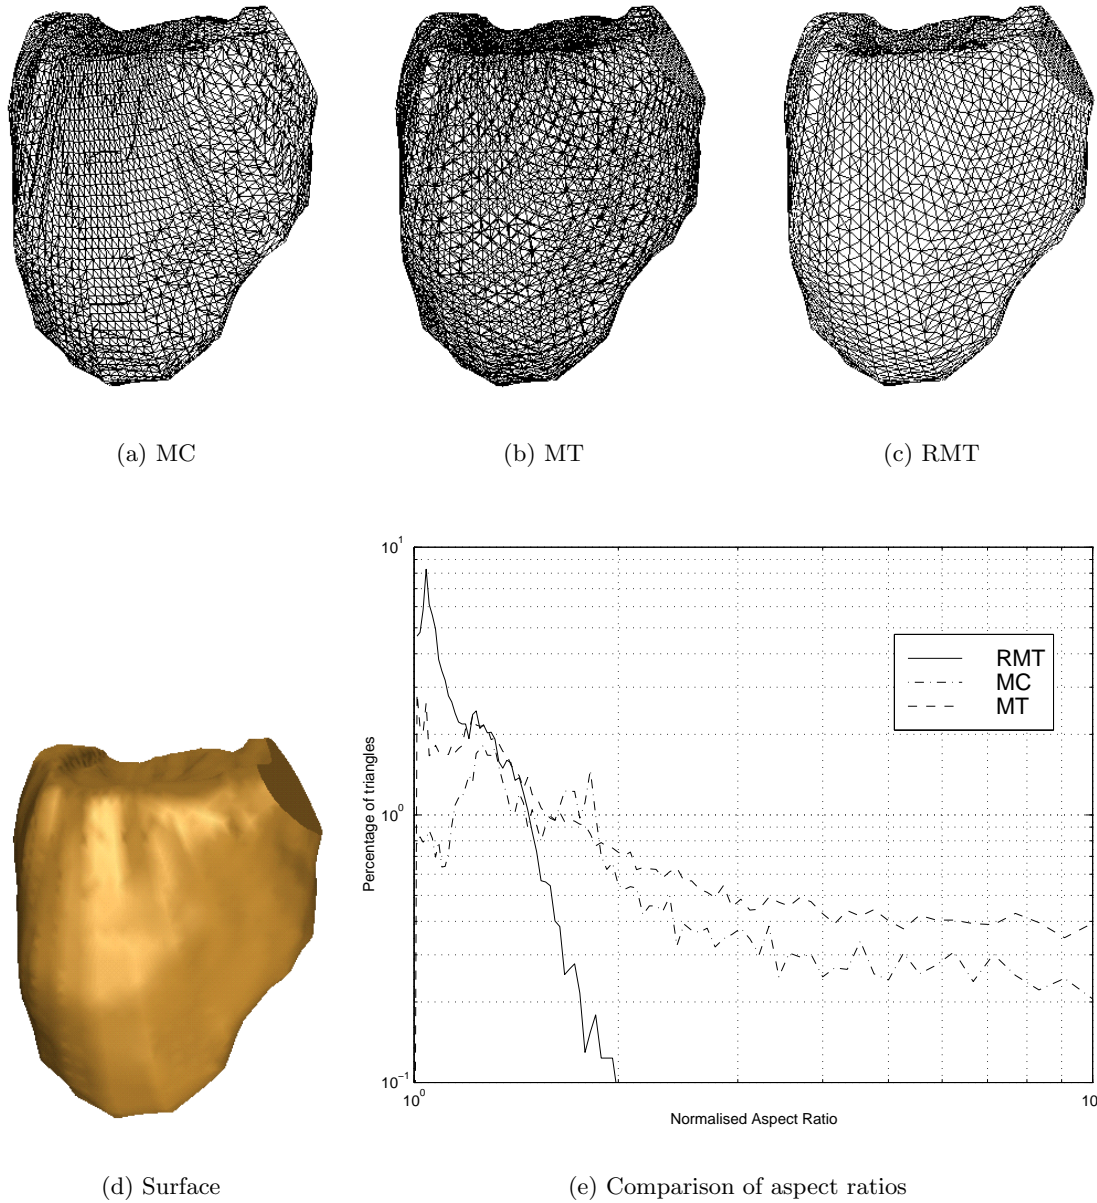 (a) MC
(b) MT
(c) RMT
10^1
10^0
10^-1
Percentage of triangles
RMT
MC
MT
10^0
10
Normalised Aspect Ratio
(d) Surface
(e) Comparison of aspect ratios